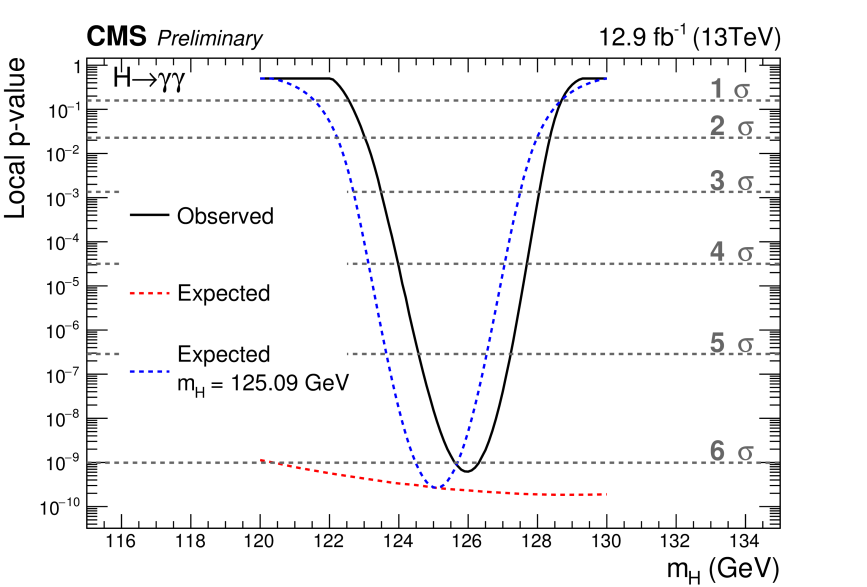 CMS Preliminary 12.9 fb⁻¹ (13TeV)
Local p-value
H→γγ
1
10⁻¹
10⁻²
10⁻³
10⁻⁴
10⁻⁵
10⁻⁶
10⁻⁷
10⁻⁸
10⁻⁹
10⁻¹⁰
1 σ
2 σ
3 σ
4 σ
5 σ
6 σ
Observed
Expected
Expected
m_H = 125.09 GeV
116 118 120 122 124 126 128 130 132 134
m_H (GeV)